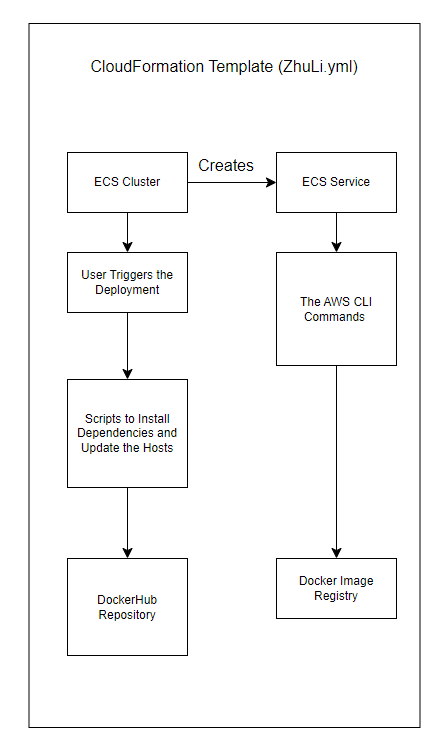 CloudFormation Template (ZhuLi.yml)
Creates
ECS Cluster
ECS Service
User Triggers the
Deployment
The AWS CLI
Commands
Scripts to Install
Dependencies and
Update the Hosts
DockerHub
Repository
Docker Image
Registry